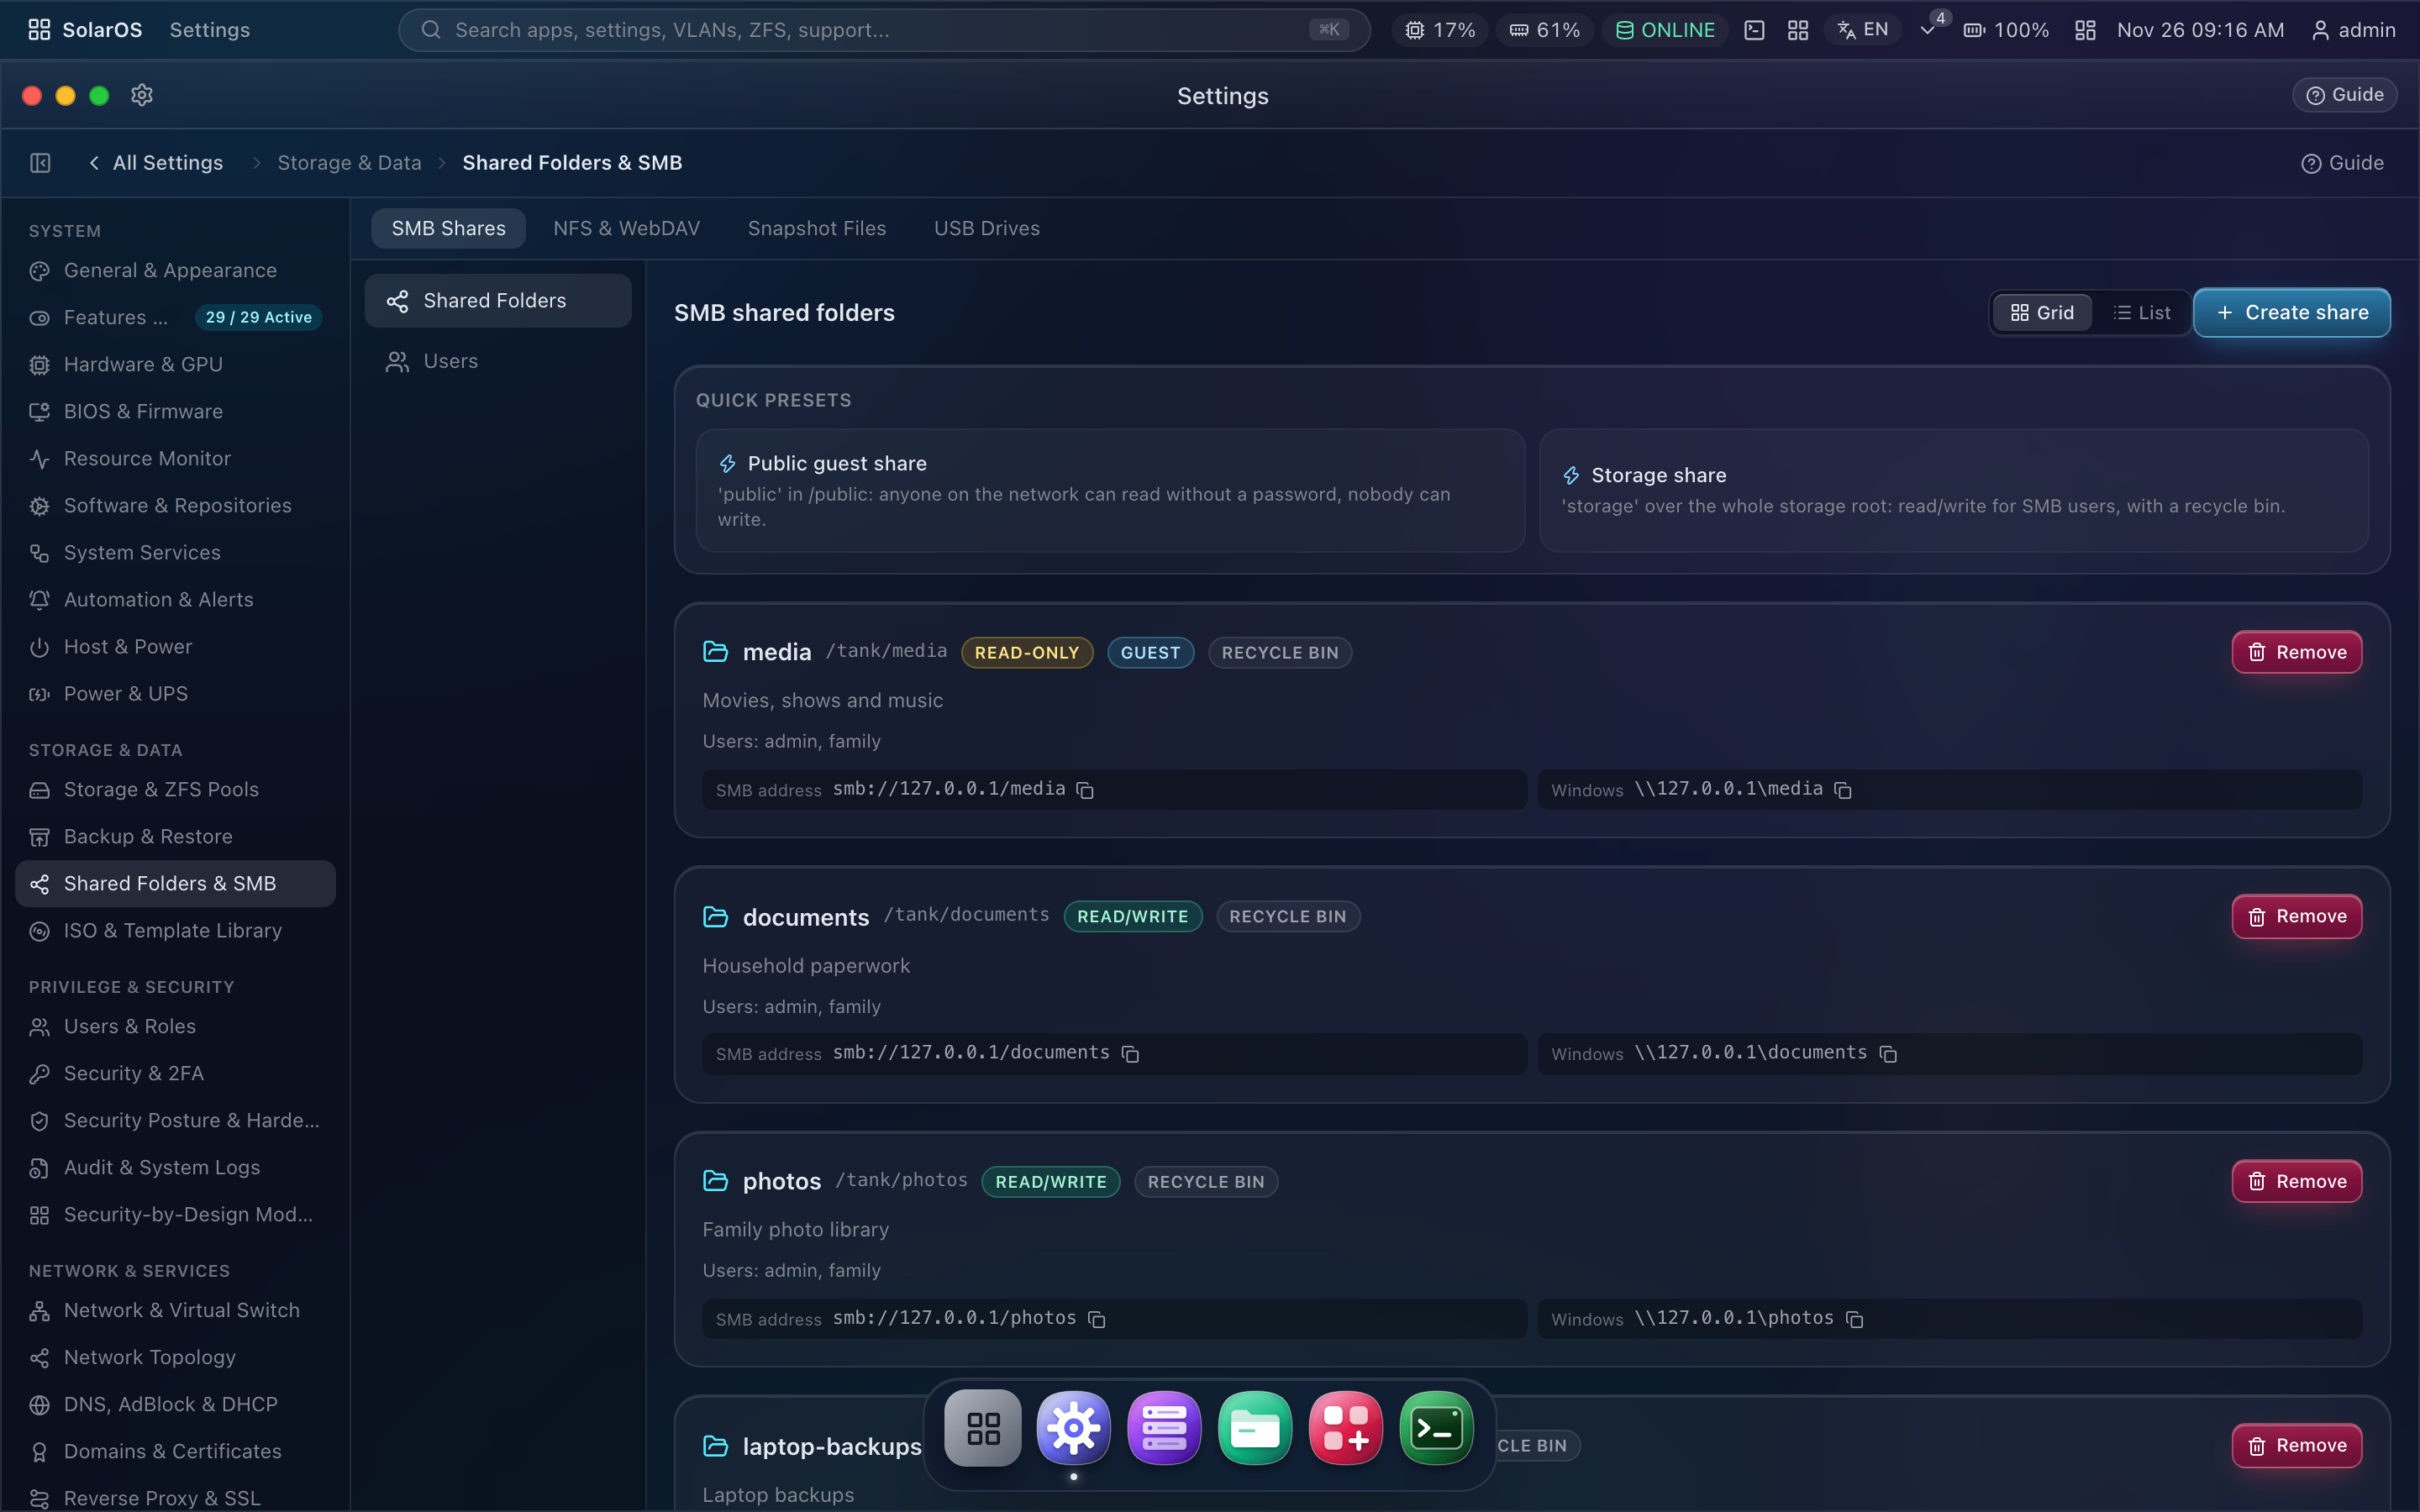 SolarOS Settings Search apps, settings, VLANs, ZFS, support... ⌘K 17% 61% ONLINE EN 4 100% Nov 26 09:16 AM admin
Settings
Guide
All Settings Storage & Data Shared Folders & SMB Guide
SYSTEM
General & Appearance
Features ... 29 / 29 Active
Hardware & GPU
BIOS & Firmware
Resource Monitor
Software & Repositories
System Services
Automation & Alerts
Host & Power
Power & UPS
STORAGE & DATA
Storage & ZFS Pools
Backup & Restore
Shared Folders & SMB
ISO & Template Library
PRIVILEGE & SECURITY
Users & Roles
Security & 2FA
Security Posture & Harde...
Audit & System Logs
Security-by-Design Mod...
NETWORK & SERVICES
Network & Virtual Switch
Network Topology
DNS, AdBlock & DHCP
Domains & Certificates
Reverse Proxy & SSL
SMB Shares NFS & WebDAV Snapshot Files USB Drives
Shared Folders
Users
SMB shared folders Grid List Create share
QUICK PRESETS
Public guest share
'public' in /public: anyone on the network can read without a password, nobody can
write.
Storage share
'storage' over the whole storage root: read/write for SMB users, with a recycle bin.
media /tank/media READ-ONLY GUEST RECYCLE BIN Remove
Movies, shows and music
Users: admin, family
SMB address smb://127.0.0.1/media Windows \\127.0.0.1\media
documents /tank/documents READ/WRITE RECYCLE BIN Remove
Household paperwork
Users: admin, family
SMB address smb://127.0.0.1/documents Windows \\127.0.0.1\documents
photos /tank/photos READ/WRITE RECYCLE BIN Remove
Family photo library
Users: admin, family
SMB address smb://127.0.0.1/photos Windows \\127.0.0.1\photos
laptop-backups CLE BIN Remove
Laptop backups